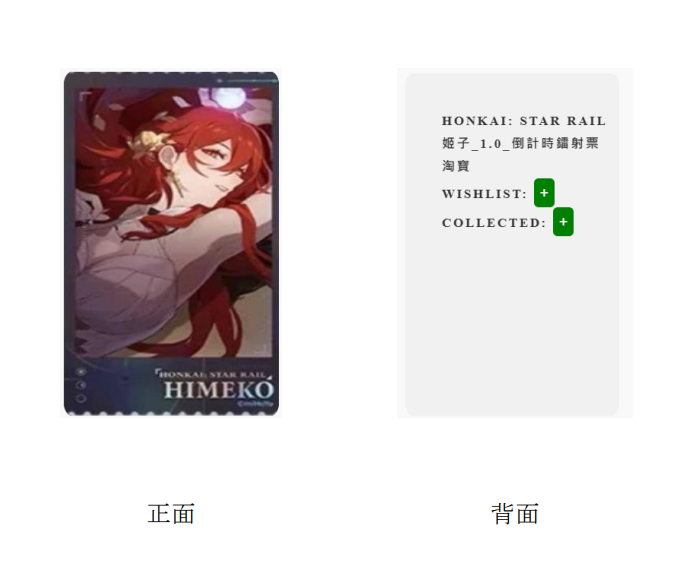 HONKAI: STAR RAIL
HIMEKO
©miHoYo
正面
HONKAI: STAR RAIL
姬子_1.0_倒計時鐳射票
淘寶
WISHLIST: +
COLLECTED: +
背面